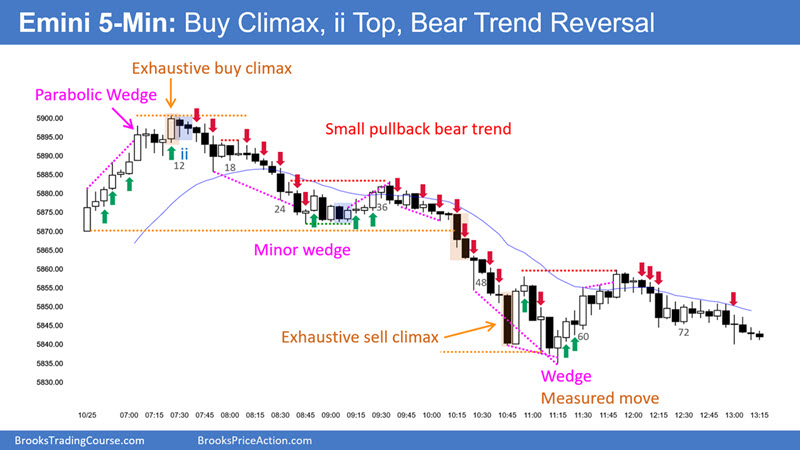 Emini 5-Min: Buy Climax, ii Top, Bear Trend Reversal
Exhaustive buy climax
Parabolic Wedge
5900.00
5895.00
5890.00
5885.00
5880.00
5875.00
5870.00
5865.00
5860.00
5855.00
5850.00
5845.00
5840.00
5835.00
5830.00
ii
12
18
Small pullback bear trend
24
36
Minor wedge
48
Exhaustive sell climax
60
72
Wedge
Measured move
10/25 07:00 07:15 07:30 07:45 08:00 08:15 08:30 08:45 09:00 09:15 09:30 09:45 10:00 10:15 10:30 10:45 11:00 11:15 11:30 11:45 12:00 12:15 12:30 12:45 13:00 13:15
BrooksTradingCourse.com BrooksPriceAction.com